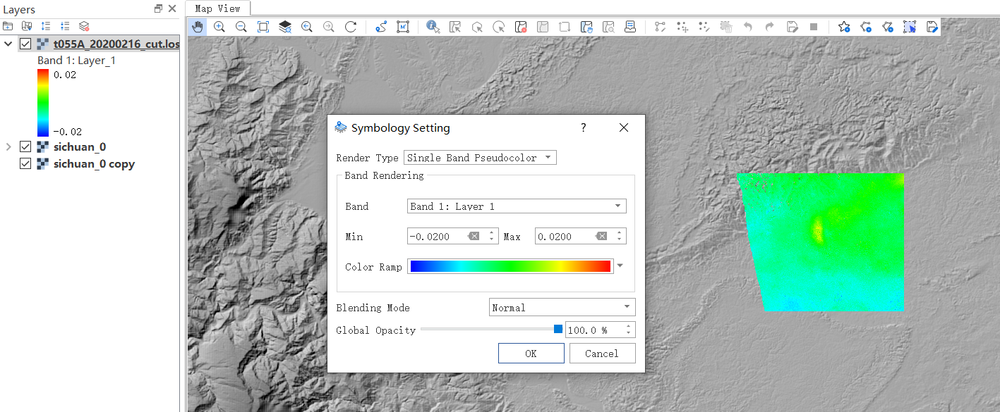 Layers
Map View
t055A_20200216_cut.los
Band 1: Layer_1
0.02
-0.02
sichuan_0
sichuan_0 copy
Symbology Setting
?
Render Type Single Band Pseudocolor
Band Rendering
Band Band 1: Layer 1
Min -0.0200 Max 0.0200
Color Ramp
Blending Mode Normal
Global Opacity 100.0 %
OK Cancel